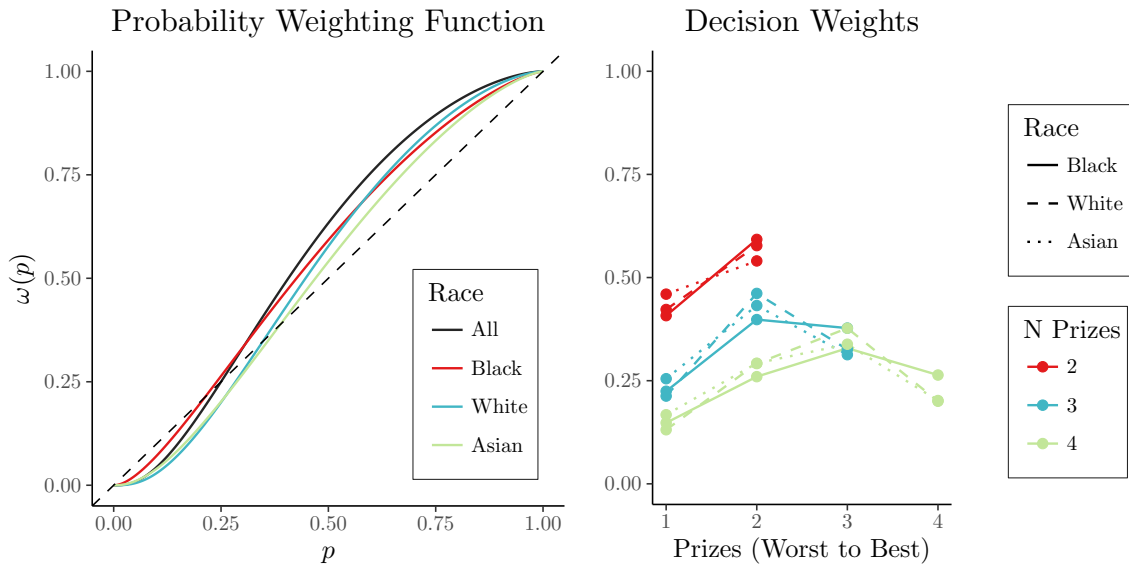 Probability Weighting Function
1.00
0.75
0.50
0.25
0.00
ω(p)
0.00 0.25 0.50 0.75 1.00
p
Race
All
Black
White
Asian
Decision Weights
1.00
0.75
0.50
0.25
0.00
1 2 3 4
Prizes (Worst to Best)
Race
Black
White
Asian
N Prizes
2
3
4